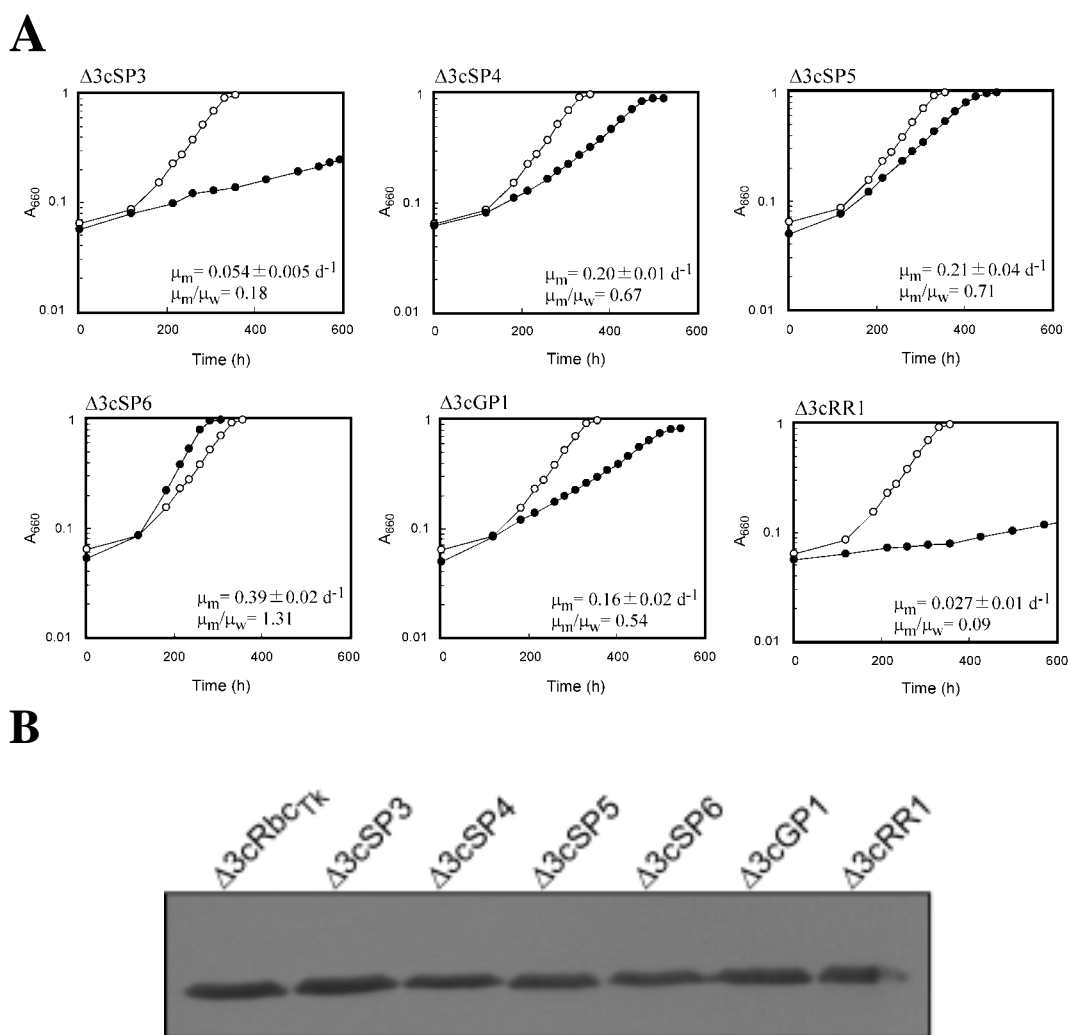 A
Δ3cSP3
1
0.1
0.01
A660
μm= 0.054±0.005 d-1
μm/μw= 0.18
0 200 400 600
Time (h)
Δ3cSP4
1
0.1
0.01
A660
μm= 0.20±0.01 d-1
μm/μw= 0.67
0 200 400 600
Time (h)
Δ3cSP5
1
0.1
0.01
A660
μm= 0.21±0.04 d-1
μm/μw= 0.71
0 200 400 600
Time (h)
Δ3cSP6
1
0.1
0.01
A660
μm= 0.39±0.02 d-1
μm/μw= 1.31
0 200 400 600
Time (h)
Δ3cGP1
1
0.1
0.01
A660
μm= 0.16±0.02 d-1
μm/μw= 0.54
0 200 400 600
Time (h)
Δ3cRR1
1
0.1
0.01
A660
μm= 0.027±0.01 d-1
μm/μw= 0.09
0 200 400 600
Time (h)
B
Δ3cRbcTk
Δ3cSP3
Δ3cSP4
Δ3cSP5
Δ3cSP6
Δ3cGP1
Δ3cRR1